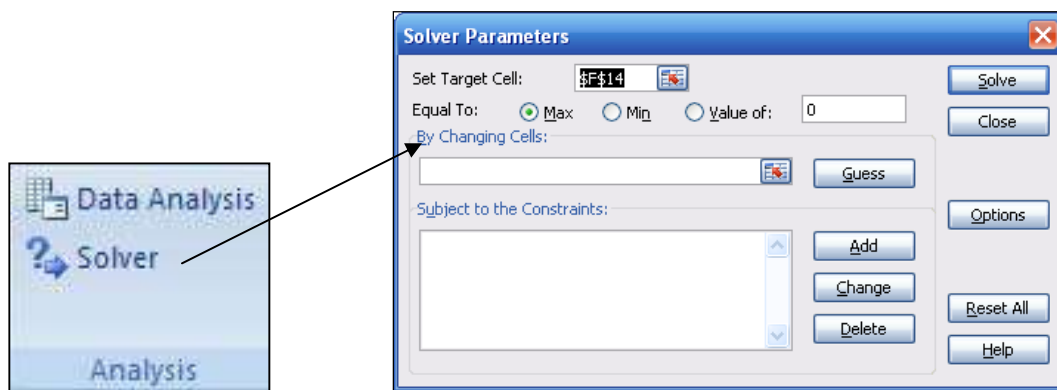 Data Analysis
Solver
Analysis
Solver Parameters
Set Target Cell: $F$14 Solve
Equal To: Max Min Value of: 0 Close
By Changing Cells:
Guess
Subject to the Constraints: Options
Add
Change
Reset All
Delete
Help